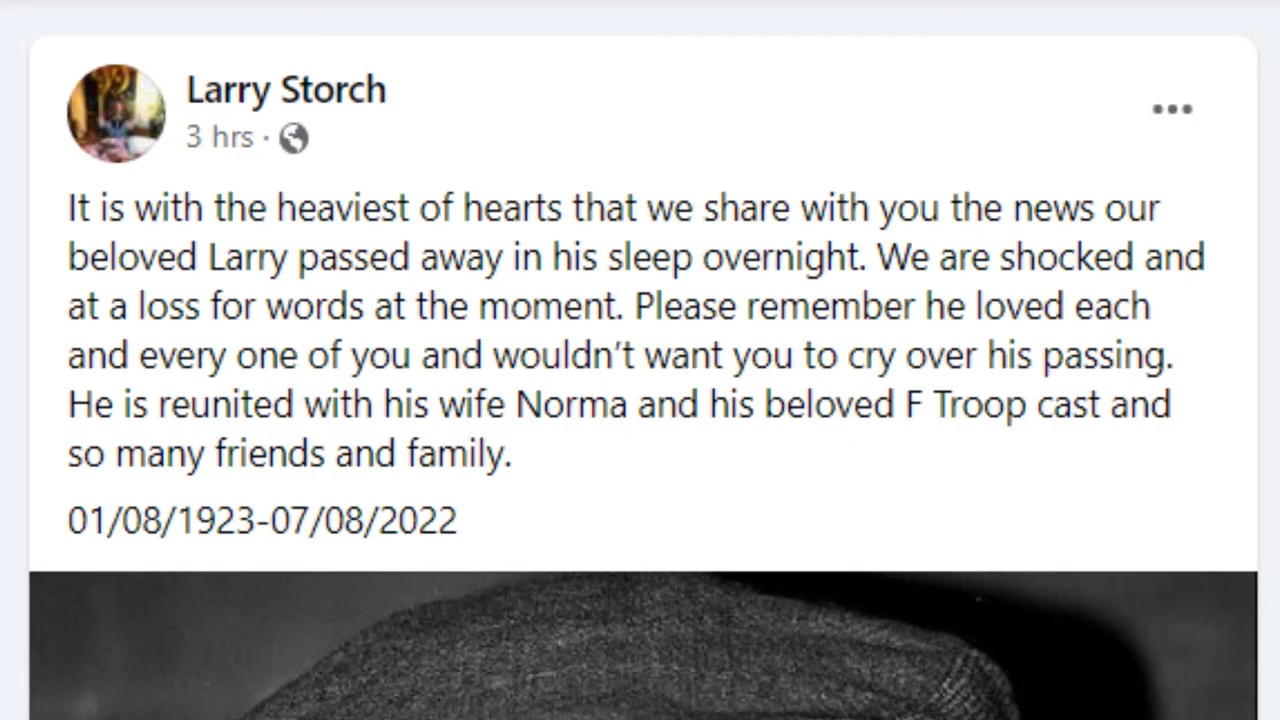 Larry Storch
3 hrs ·
It is with the heaviest of hearts that we share with you the news our
beloved Larry passed away in his sleep overnight. We are shocked and
at a loss for words at the moment. Please remember he loved each
and every one of you and wouldn’t want you to cry over his passing.
He is reunited with his wife Norma and his beloved F Troop cast and
so many friends and family.
01/08/1923-07/08/2022